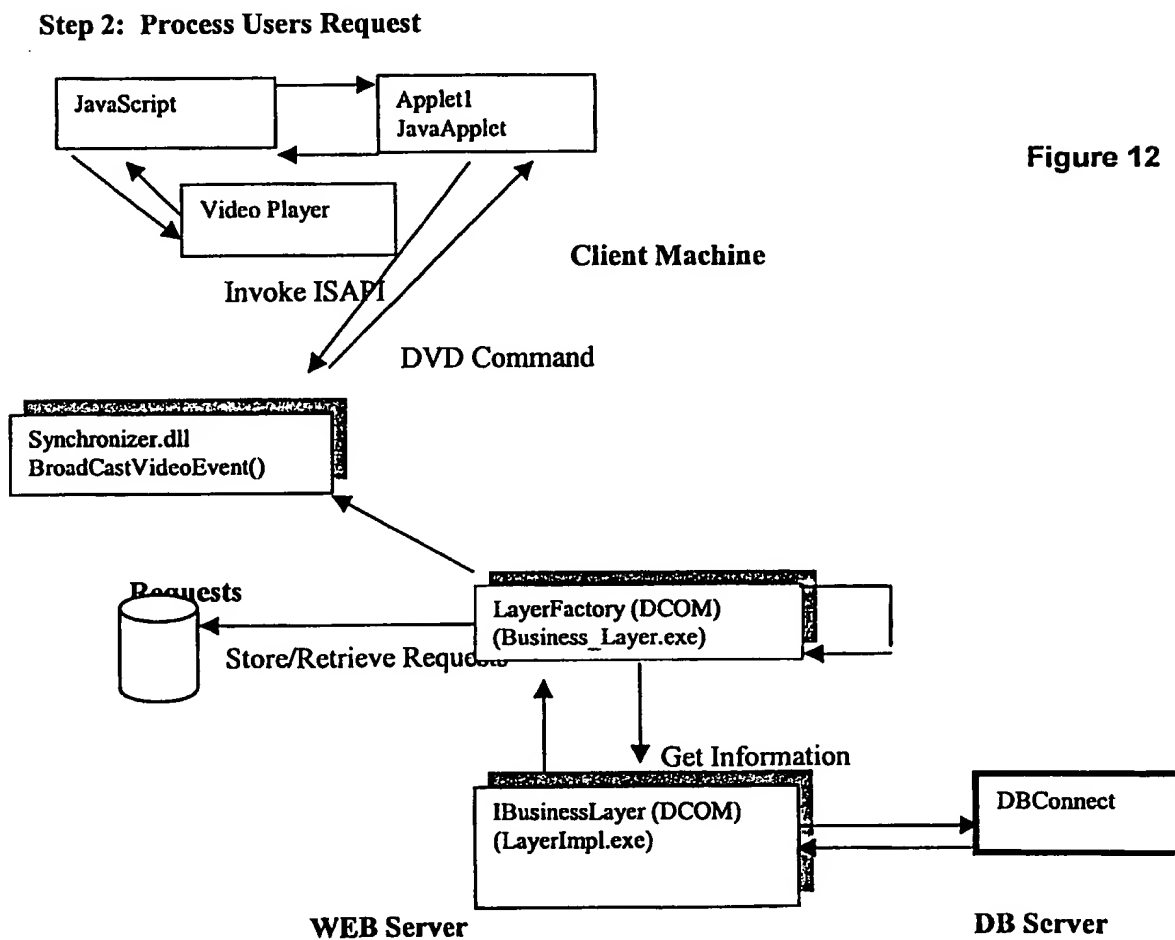 Step 2: Process Users Request
JavaScript
Applet1
JavaApplet
Figure 12
Video Player
Client Machine
Invoke ISAPI
DVD Command
Synchronizer.dll
BroadCastVideoEvent()
Requests
LayerFactory (DCOM)
(Business_Layer.exe)
Store/Retrieve Requests
Get Information
IBusinessLayer (DCOM)
(LayerImpl.exe)
DBConnect
WEB Server
DB Server